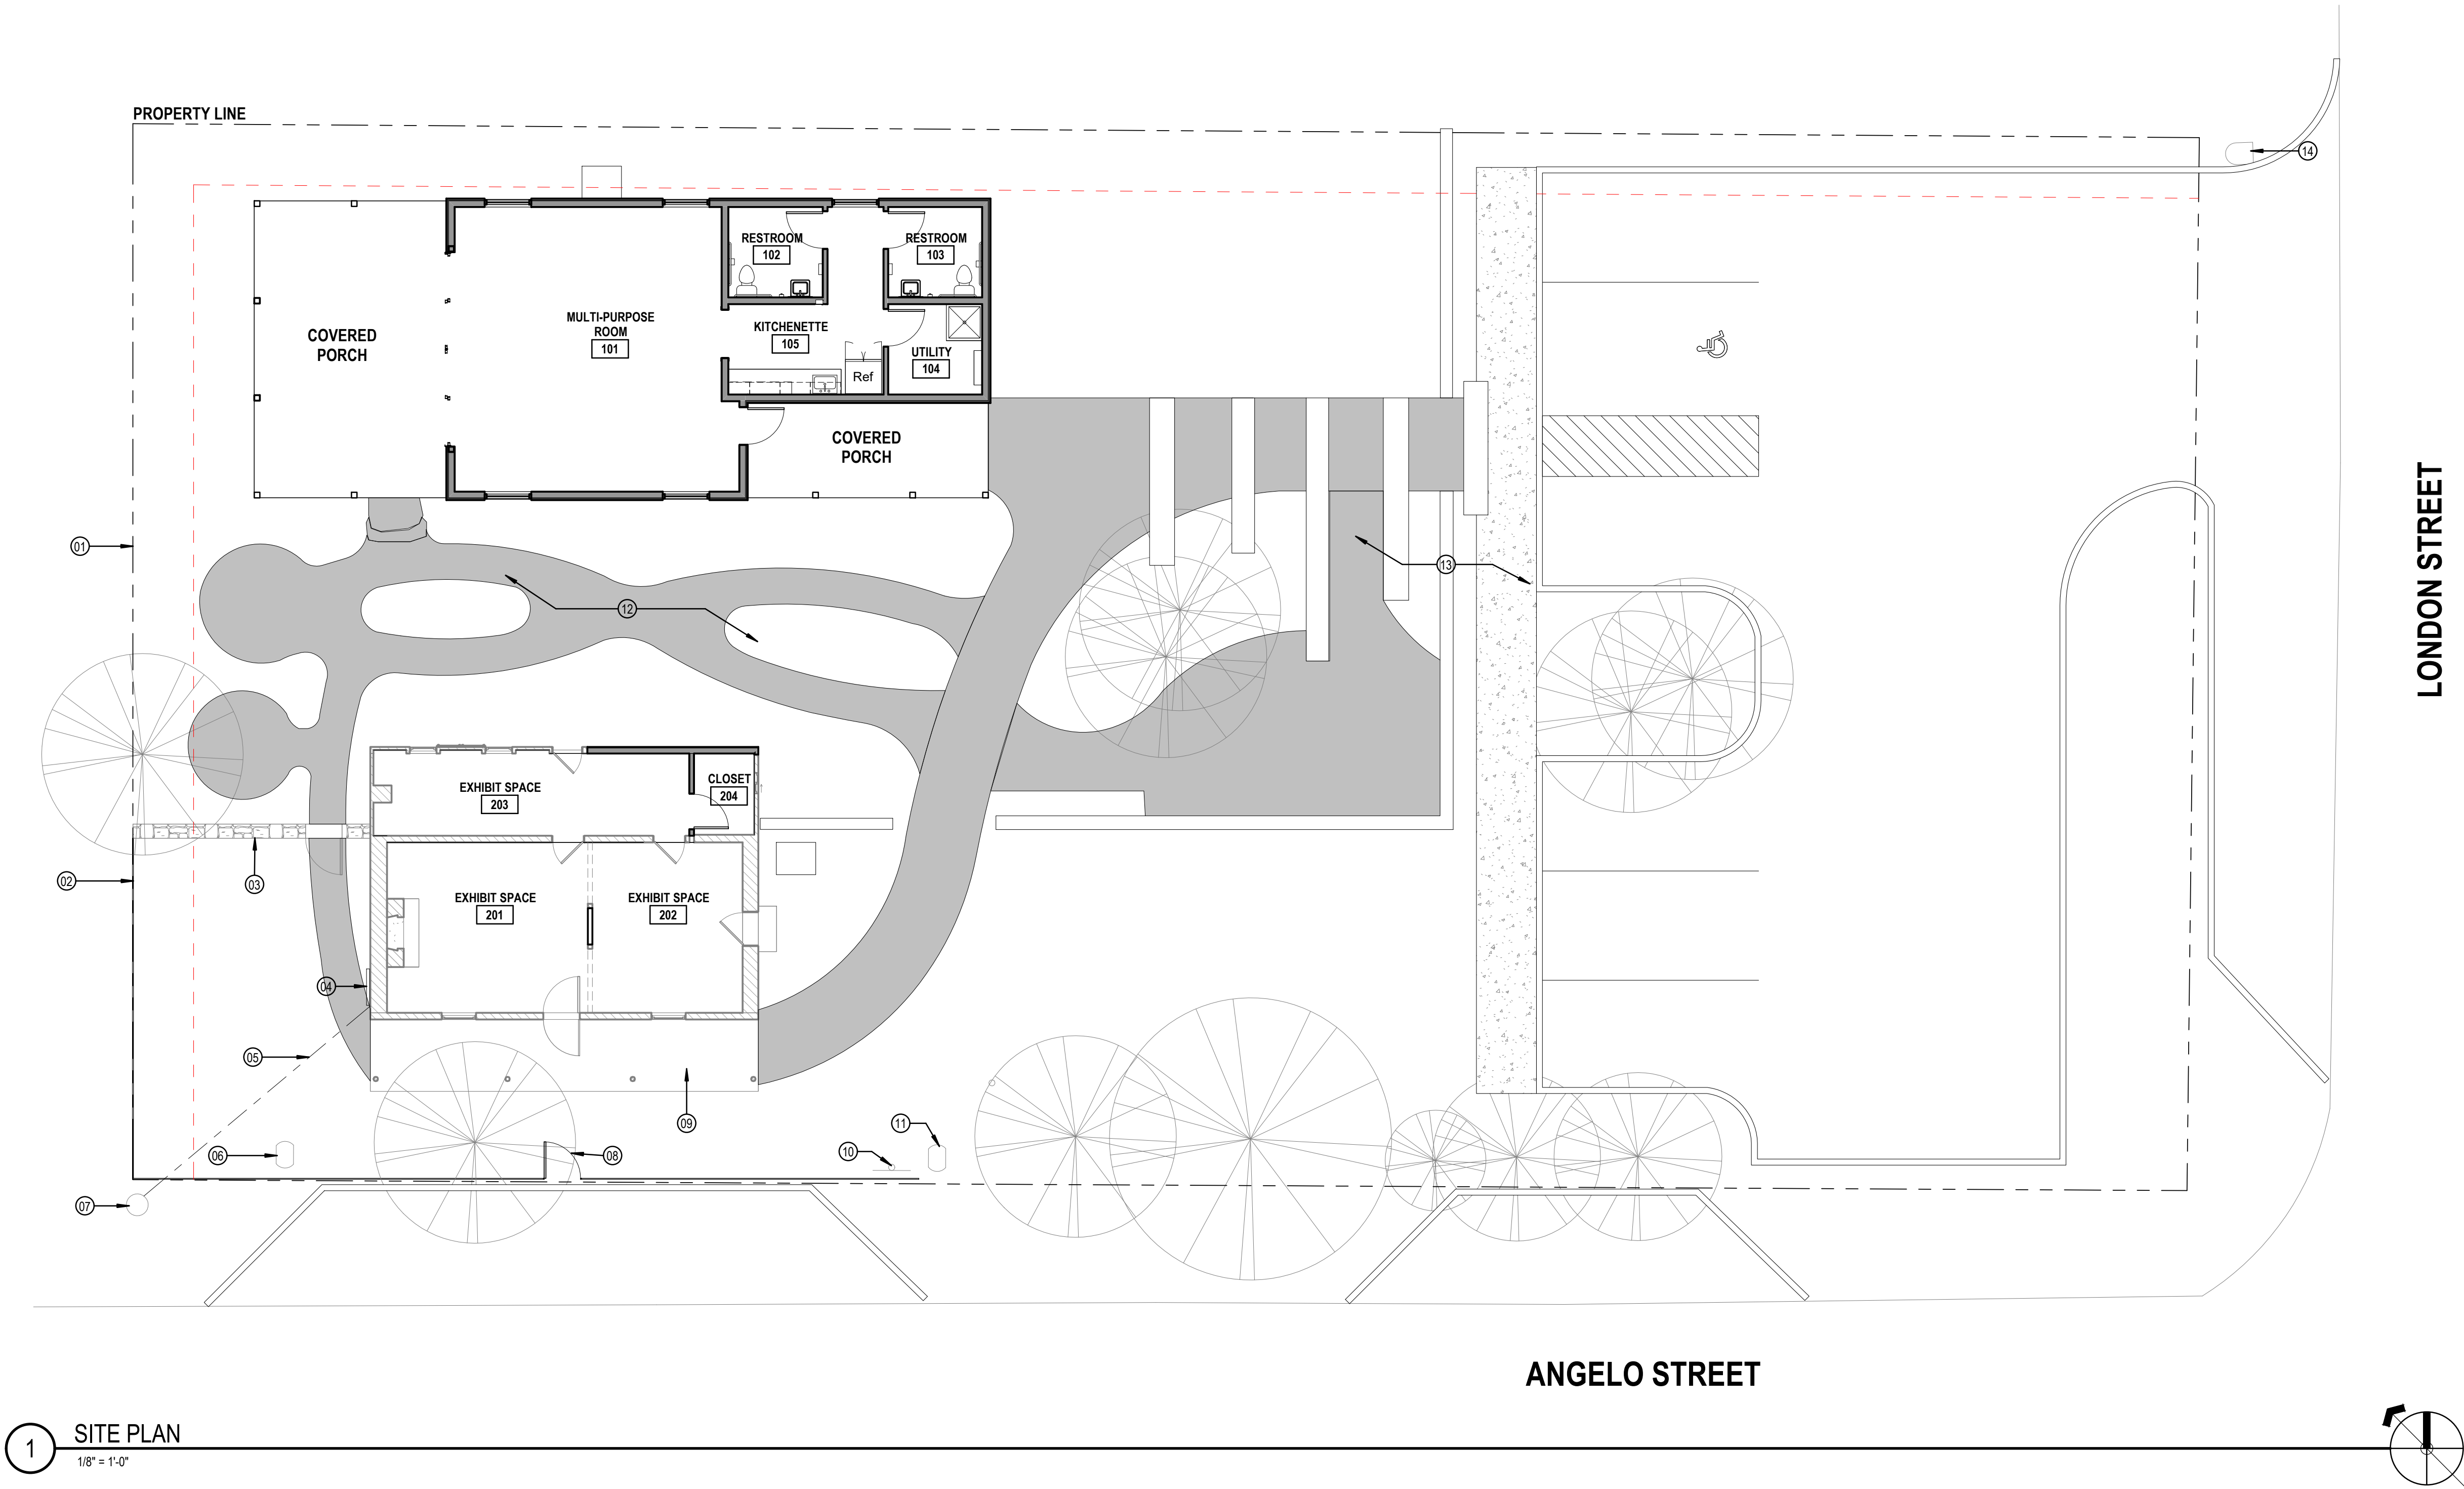 PROPERTY LINE
14
RESTROOM
102
RESTROOM
103
MULTI-PURPOSE
ROOM
101
KITCHENETTE
105
COVERED
PORCH
UTILITY
104
Ref
COVERED
PORCH
01
13
12
LONDON STREET
CLOSET
204
EXHIBIT SPACE
203
02
03
EXHIBIT SPACE
201
EXHIBIT SPACE
202
04
05
09
11
10
06
08
07
ANGELO STREET
1
SITE PLAN
1/8" = 1'-0"